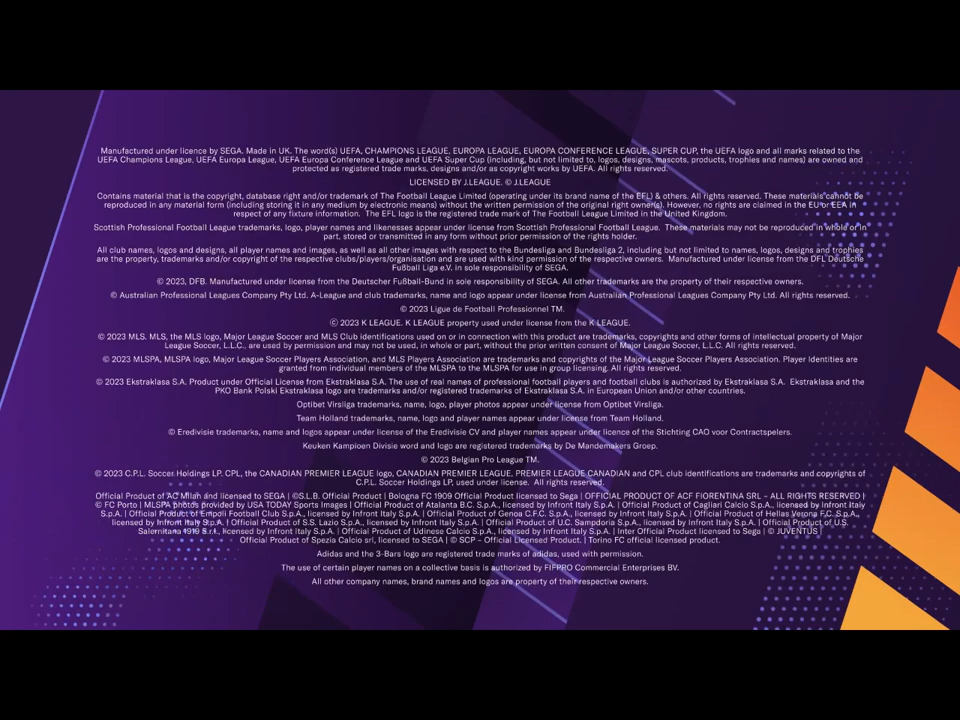 Manufactured under licence by SEGA. Made in UK. The word(s) UEFA, CHAMPIONS LEAGUE, EUROPA LEAGUE, EUROPA CONFERENCE LEAGUE, SUPER CUP, the UEFA logo and all marks related to the
UEFA Champions League, UEFA Europa League, UEFA Europa Conference League and UEFA Super Cup (including, but not limited to, logos, designs, mascots, products, trophies and names) are owned and
protected as registered trade marks, designs and/or as copyright works by UEFA. All rights reserved.
LICENSED BY J.LEAGUE. © J.LEAGUE
Contains material that is the copyright, database right and/or trademark of The Football League Limited (operating under its brand name of the EFL) & others. All rights reserved. These materials cannot be
reproduced in any material form (including storing it in any medium by electronic means) without the written permission of the original right owner(s). However, no rights are claimed in the EU or EEA in
respect of any fixture information. The EFL logo is the registered trade mark of The Football League Limited in the United Kingdom.
Scottish Professional Football League trademarks, logo, player names and likenesses appear under license from Scottish Professional Football League. These materials may not be reproduced in whole or in
part, stored or transmitted in any form without prior permission of the rights holder.
All club names, logos and designs, all player names and images, as well as all other images with respect to the Bundesliga and Bundesliga 2, including but not limited to names, logos, designs and trophies
are the property, trademarks and/or copyright of the respective clubs/players/organisation and are used with kind permission of the respective owners. Manufactured under license from the DFL Deutsche
Fußball Liga e.V. in sole responsibility of SEGA.
© 2023, DFB. Manufactured under license from the Deutscher Fußball-Bund in sole responsibility of SEGA. All other trademarks are the property of their respective owners.
© Australian Professional Leagues Company Pty Ltd. A-League and club trademarks, name and logo appear under license from Australian Professional Leagues Company Pty Ltd. All rights reserved.
© 2023 Ligue de Football Professionnel TM.
ⓒ 2023 K LEAGUE. K LEAGUE property used under license from the K LEAGUE.
© 2023 MLS. MLS, the MLS logo, Major League Soccer and MLS Club identifications used on or in connection with this product are trademarks, copyrights and other forms of intellectual property of Major
League Soccer, L.L.C., are used by permission and may not be used, in whole or part, without the prior written consent of Major League Soccer, L.L.C. All rights reserved.
© 2023 MLSPA, MLSPA logo, Major League Soccer Players Association, and MLS Players Association are trademarks and copyrights of the Major League Soccer Players Association. Player Identities are
granted from individual members of the MLSPA to the MLSPA for use in group licensing. All rights reserved.
© 2023 Ekstraklasa S.A. Product under Official License from Ekstraklasa S.A. The use of real names of professional football players and football clubs is authorized by Ekstraklasa S.A. Ekstraklasa and the
PKO Bank Polski Ekstraklasa logo are trademarks and/or registered trademarks of Ekstraklasa S.A. in European Union and/or other countries.
Optibet Virsliga trademarks, name, logo, player photos appear under license from Optibet Virsliga.
Team Holland trademarks, name, logo and player names appear under license from Team Holland.
© Eredivisie trademarks, name and logos appear under license of the Eredivisie CV and player names appear under licence of the Stichting CAO voor Contractspelers.
Keuken Kampioen Divisie word and logo are registered trademarks by De Mandemakers Groep.
© 2023 Belgian Pro League TM.
© 2023 C.P.L. Soccer Holdings LP. CPL, the CANADIAN PREMIER LEAGUE logo, CANADIAN PREMIER LEAGUE, PREMIER LEAGUE CANADIAN and CPL club identifications are trademarks and copyrights of
C.P.L. Soccer Holdings LP, used under license. All rights reserved.
Official Product of AC Milan and licensed to SEGA | ©S.L.B. Official Product | Bologna FC 1909 Official Product licensed to Sega | OFFICIAL PRODUCT OF ACF FIORENTINA SRL – ALL RIGHTS RESERVED |
© FC Porto | MLSPA photos provided by USA TODAY Sports Images | Official Product of Atalanta B.C. S.p.A., licensed by Infront Italy S.p.A. | Official Product of Cagliari Calcio S.p.A., licensed by Infront Italy
S.p.A. | Official Product of Empoli Football Club S.p.A., licensed by Infront Italy S.p.A. | Official Product of Genoa C.F.C. S.p.A., licensed by Infront Italy S.p.A. | Official Product of Hellas Verona F.C. S.p.A.,
licensed by Infront Italy S.p.A. | Official Product of S.S. Lazio S.p.A., licensed by Infront Italy S.p.A. | Official Product of U.C. Sampdoria S.p.A., licensed by Infront Italy S.p.A. | Official Product of U.S.
Salernitana 1919 S.r.l., licensed by Infront Italy S.p.A. | Official Product of Udinese Calcio S.p.A., licensed by Infront Italy S.p.A. | Inter Official Product licensed to Sega | © JUVENTUS |
Official Product of Spezia Calcio srl, licensed to SEGA | © SCP – Official Licensed Product | Torino FC official licensed product.
Adidas and the 3-Bars logo are registered trade marks of adidas, used with permission.
The use of certain player names on a collective basis is authorized by FIFPRO Commercial Enterprises BV.
All other company names, brand names and logos are property of their respective owners.